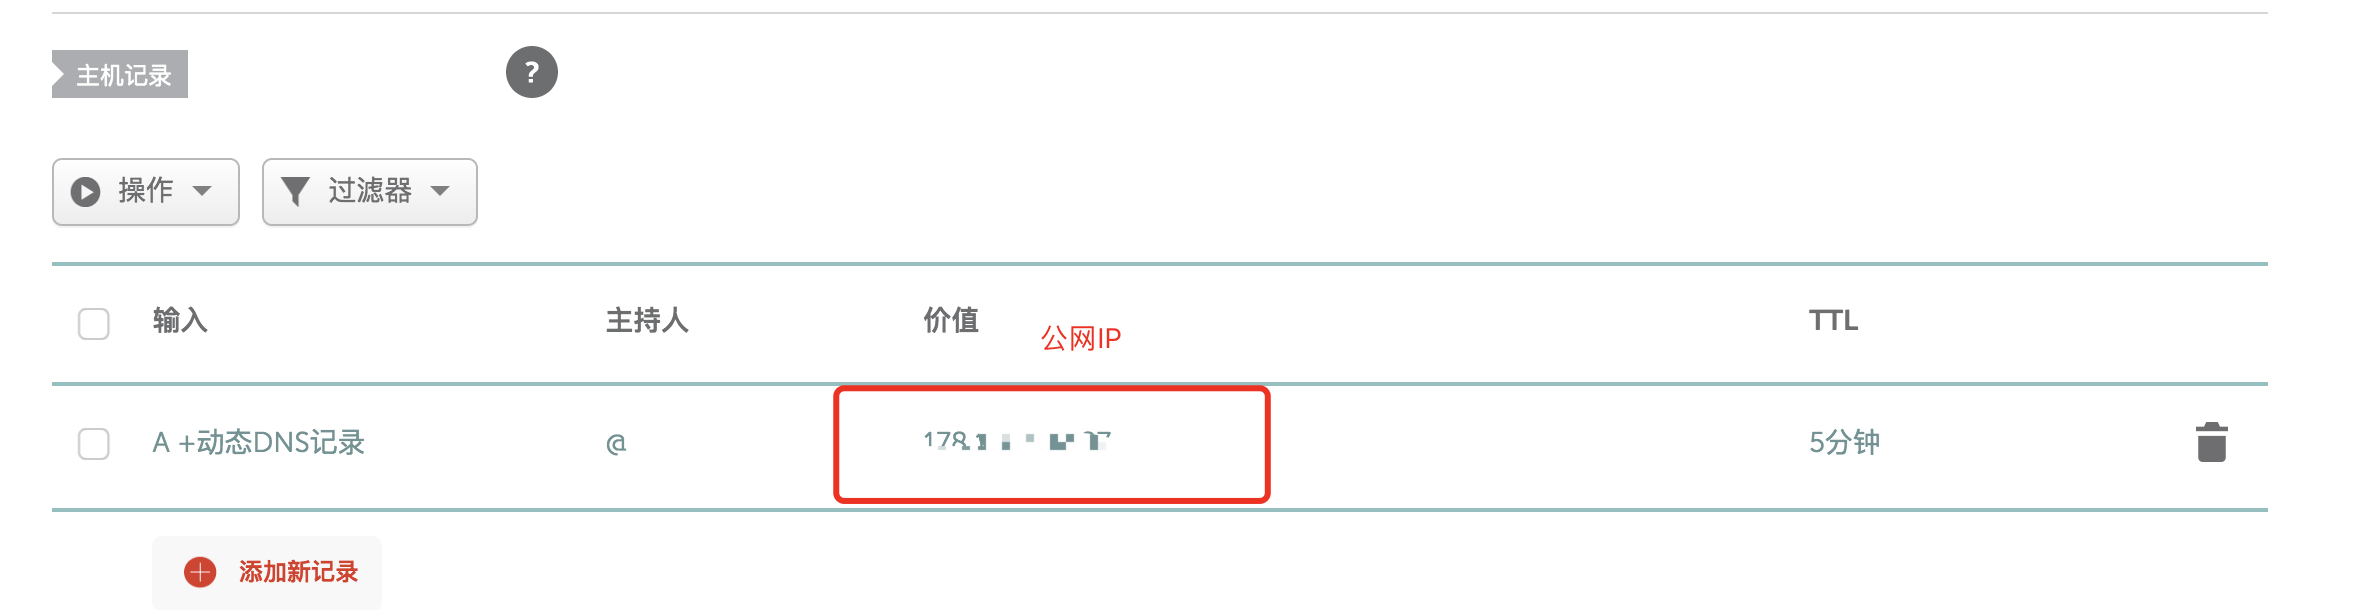 主机记录
?
操作 过滤器
输入 主持人 价值 公网IP TTL
A +动态DNS记录 @ 178 5分钟
添加新记录